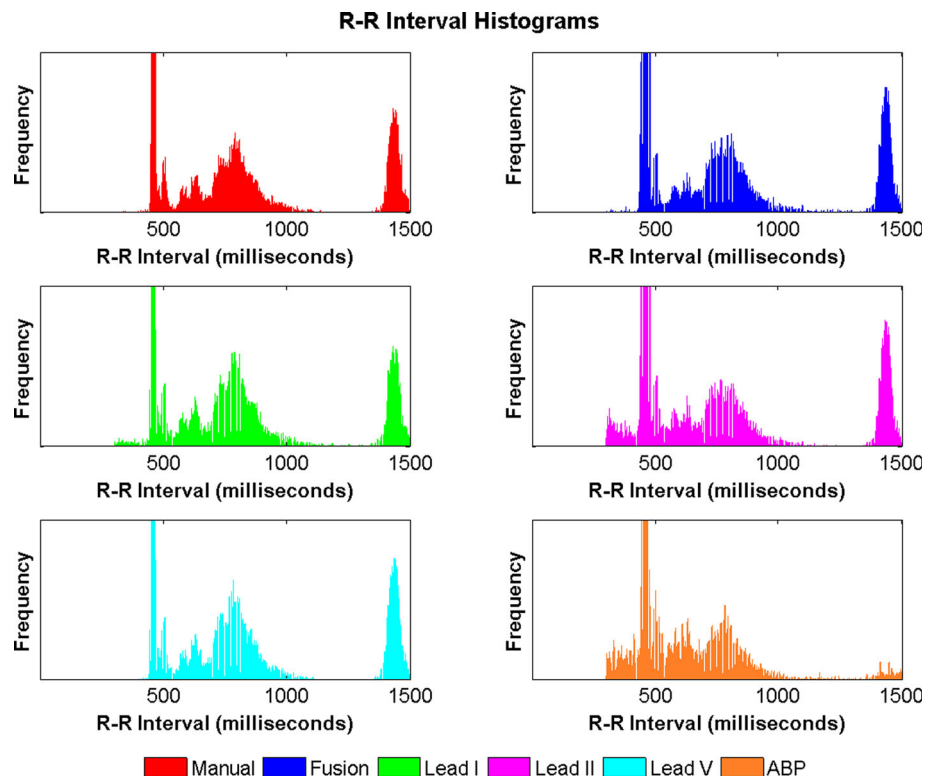 R-R Interval Histograms
Frequency
500 1000 1500
R-R Interval (milliseconds)
Frequency
500 1000 1500
R-R Interval (milliseconds)
Frequency
500 1000 1500
R-R Interval (milliseconds)
Frequency
500 1000 1500
R-R Interval (milliseconds)
Frequency
500 1000 1500
R-R Interval (milliseconds)
Frequency
500 1000 1500
R-R Interval (milliseconds)
Manual Fusion Lead I Lead II Lead V ABP